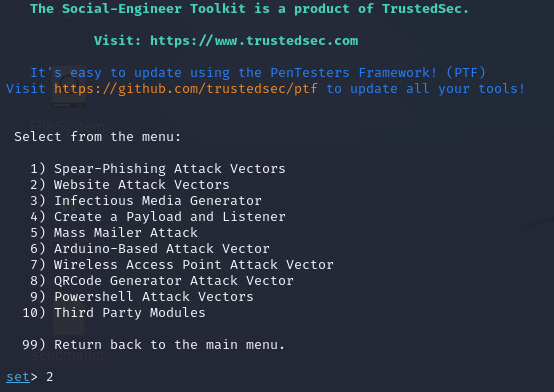 The Social-Engineer Toolkit is a product of TrustedSec.
Visit: https://www.trustedsec.com
It's easy to update using the PenTesters Framework! (PTF)
Visit https://github.com/trustedsec/ptf to update all your tools!
Select from the menu:
1) Spear-Phishing Attack Vectors
2) Website Attack Vectors
3) Infectious Media Generator
4) Create a Payload and Listener
5) Mass Mailer Attack
6) Arduino-Based Attack Vector
7) Wireless Access Point Attack Vector
8) QRCode Generator Attack Vector
9) Powershell Attack Vectors
10) Third Party Modules
99) Return back to the main menu.
sendmailer
set> 2